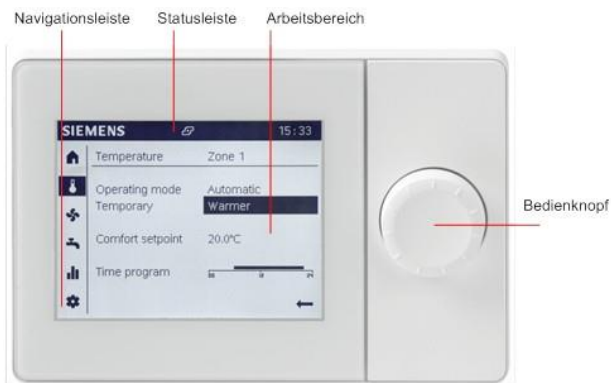 Navigationsleiste Statusleiste Arbeitsbereich
SIEMENS 15:33
Temperature Zone 1
Operating mode Automatic
Temporary Warmer
Comfort setpoint 20.0°C
Time program
Bedienknopf